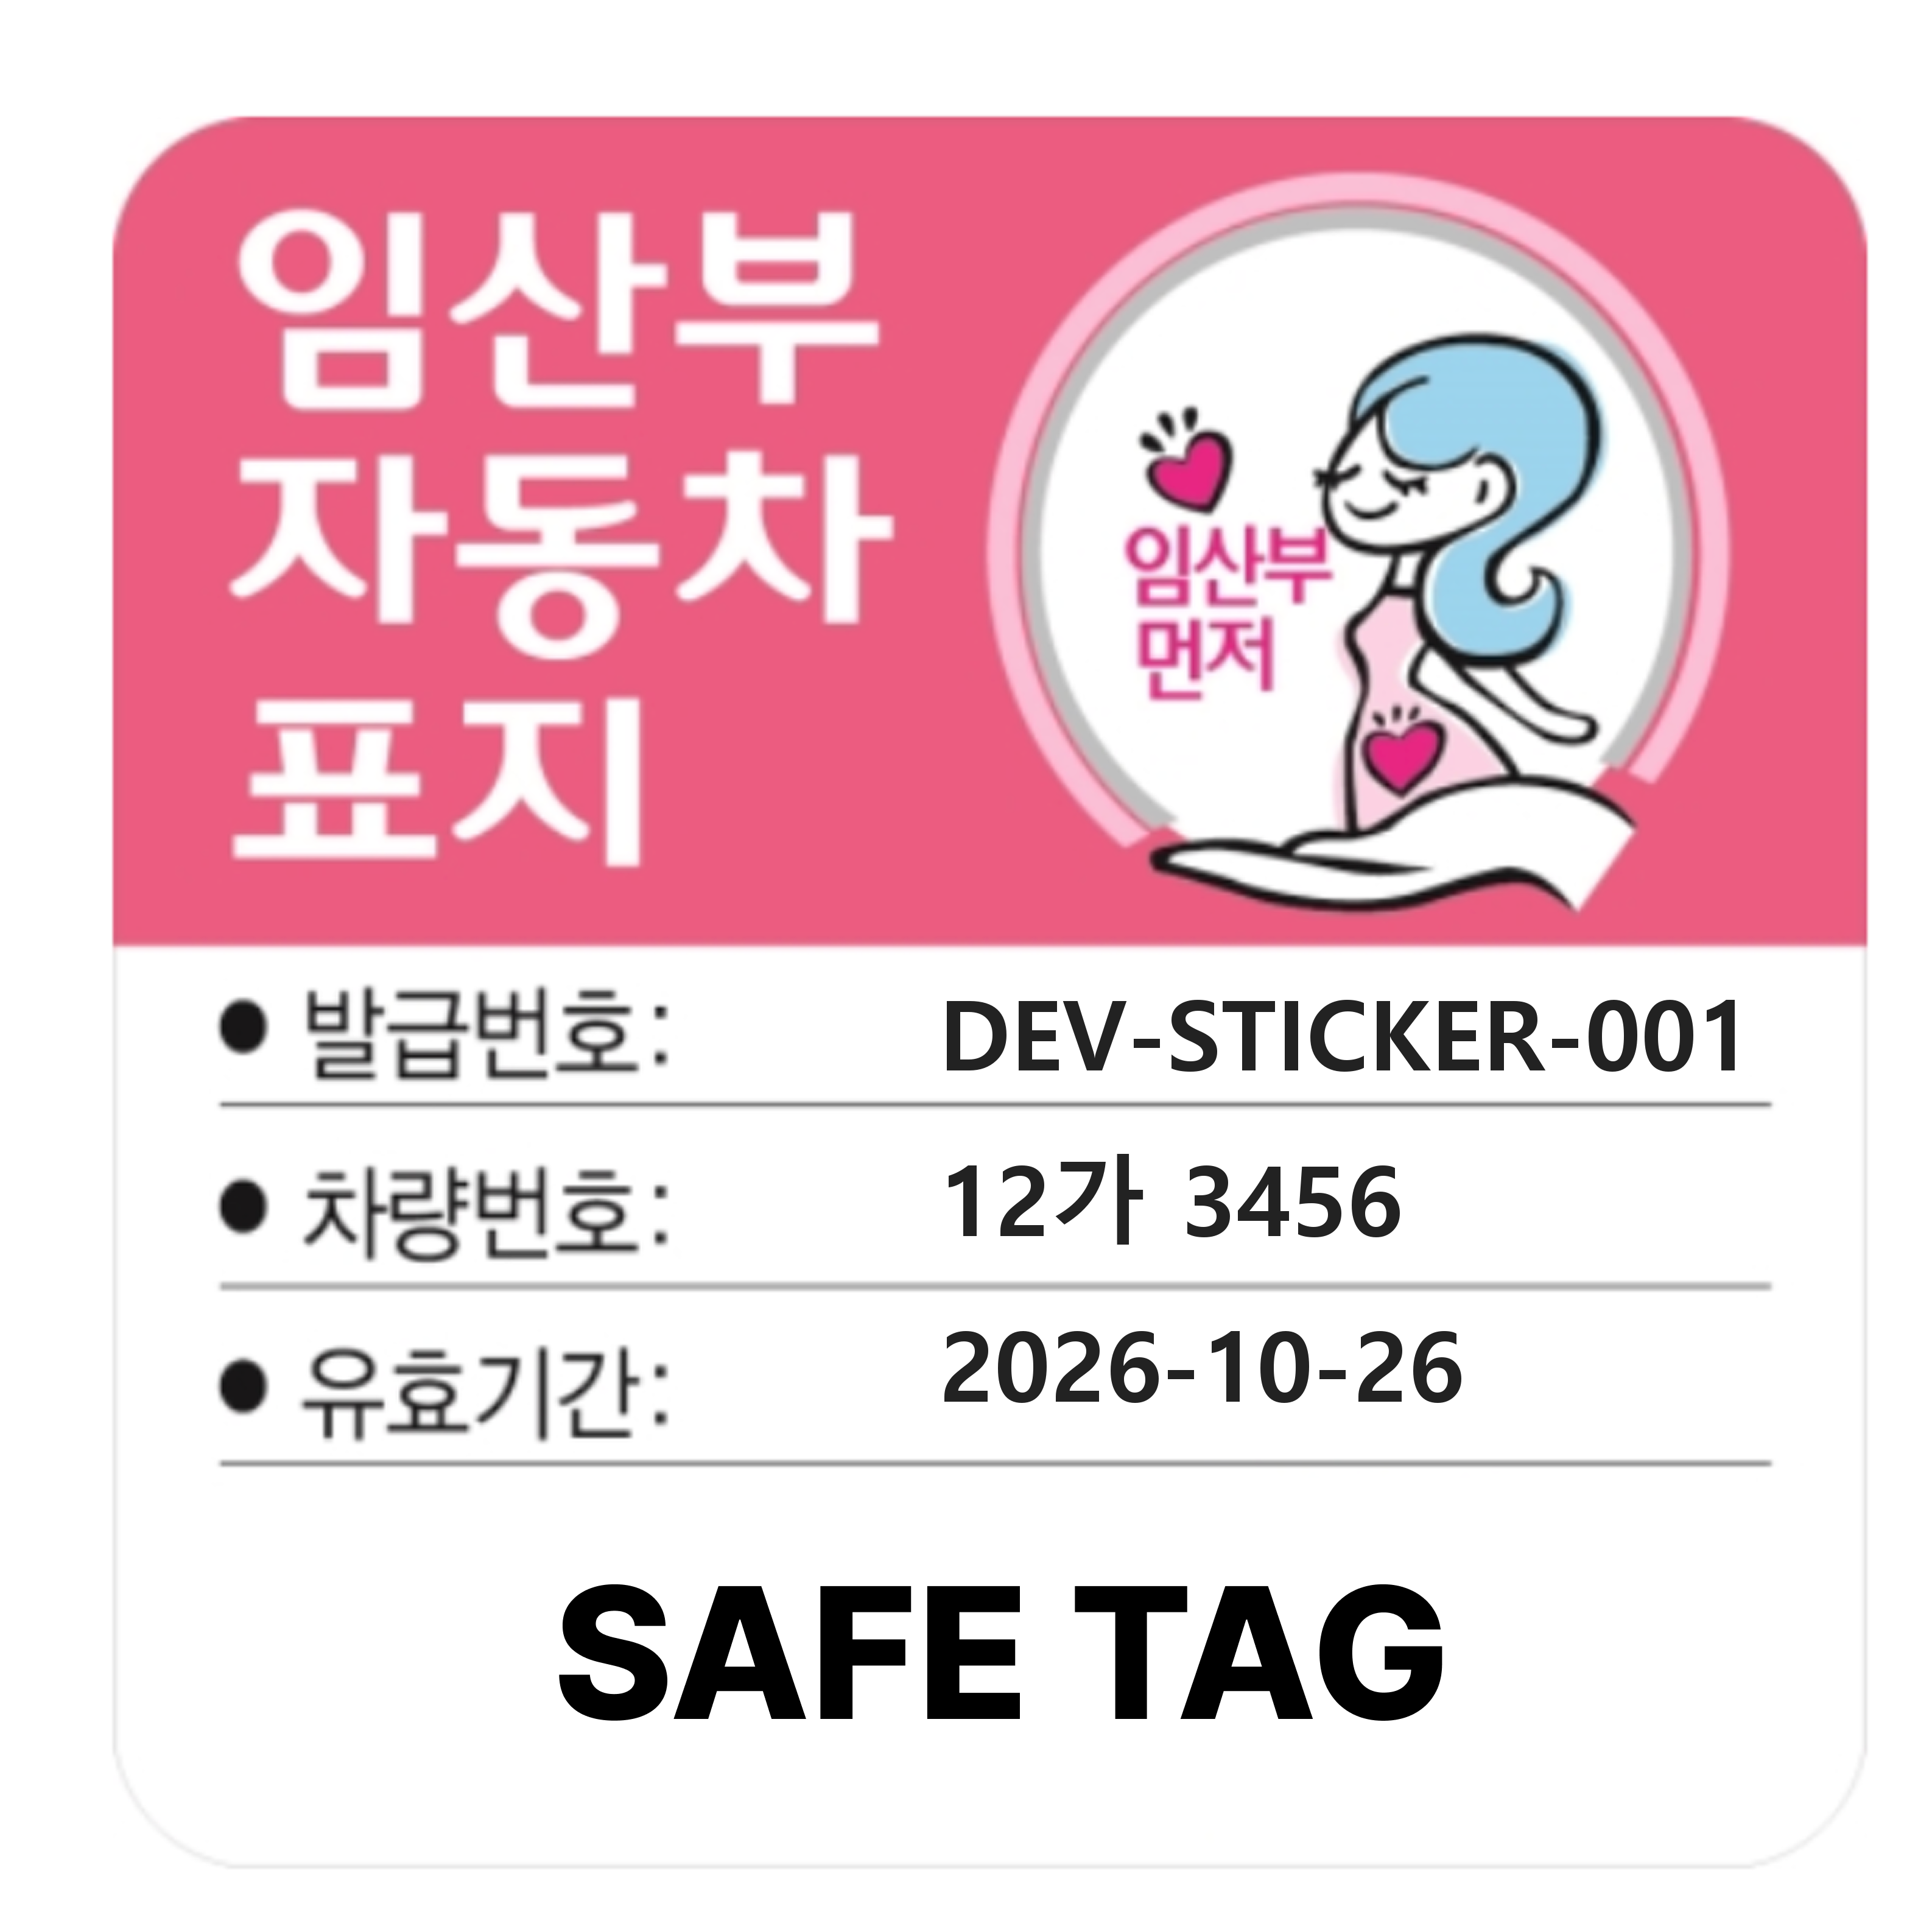 임산부
자동차
표지
임산부
먼저
● 발급번호: DEV-STICKER-001
● 차량번호: 12가 3456
● 유효기간: 2026-10-26
SAFE TAG